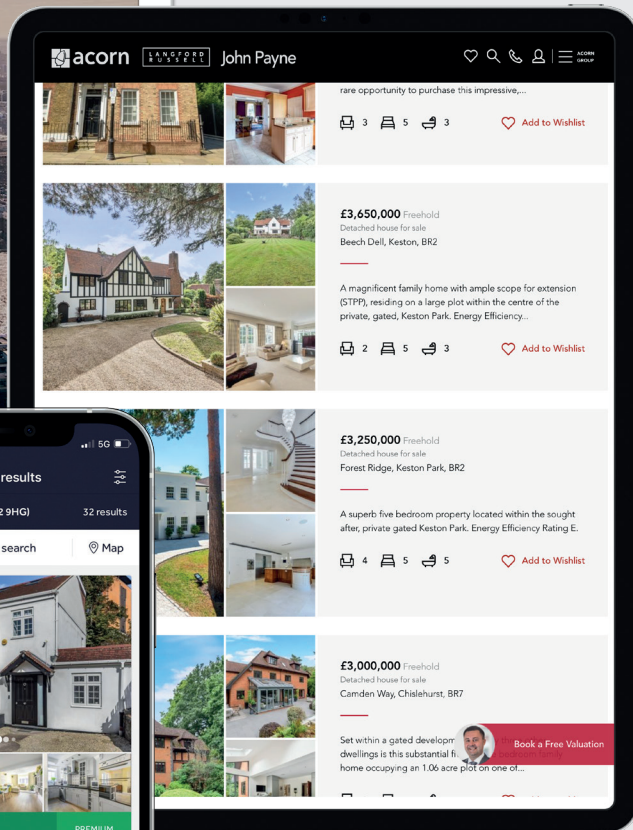 acorn LANGFORD RUSSELL John Payne ACORN GROUP
rare opportunity to purchase this impressive,...
3 5 3 Add to Wishlist
£3,650,000 Freehold
Detached house for sale
Beech Dell, Keston, BR2
A magnificent family home with ample scope for extension
(STPP), residing on a large plot within the centre of the
private, gated, Keston Park. Energy Efficiency...
2 5 3 Add to Wishlist
£3,250,000 Freehold
Detached house for sale
Forest Ridge, Keston Park, BR2
A superb five bedroom property located within the sought
after, private gated Keston Park. Energy Efficiency Rating E.
4 5 5 Add to Wishlist
£3,000,000 Freehold
Detached house for sale
Camden Way, Chislehurst, BR7
Set within a gated developm
dwellings is this substantial fi bedroom family
home occupying an 1.06 acre plot on one of...
Book a Free Valuation
5G
results
2 9HG) 32 results
search Map
PREMIUM